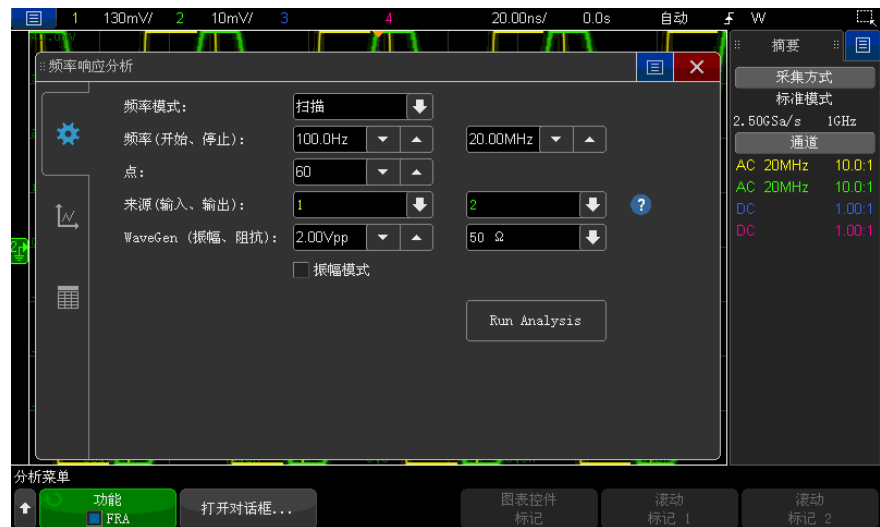 1 130mV/ 2 10mV/ 3 4 20.00ns/ 0.0s 自动 W
摘要
频率响应分析
采集方式
标准模式
2.50GSa/s 1GHz
通道
AC 20MHz 10.0:1
AC 20MHz 10.0:1
DC 1.00:1
DC 1.00:1
频率模式: 扫描
频率(开始、停止): 100.0Hz 20.00MHz
点: 60
来源(输入、输出): 1 2 ?
WaveGen (振幅、阻抗): 2.00Vpp 50 Ω
振幅模式
Run Analysis
分析菜单
功能
FRA
打开对话框...
图表控件
标记
滚动
标记 1
滚动
标记 2